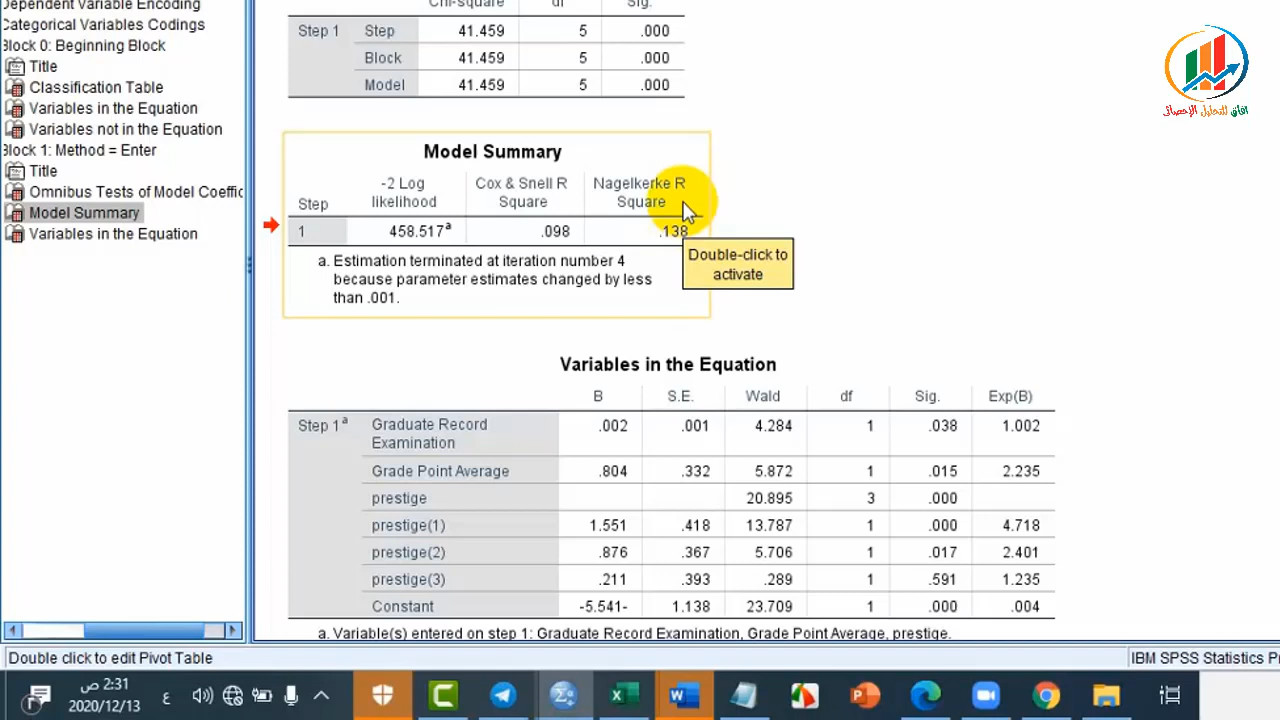 Dependent Variable Encoding
Categorical Variables Codings
Block 0: Beginning Block
Title
Classification Table
Variables in the Equation
Variables not in the Equation
Block 1: Method = Enter
Title
Omnibus Tests of Model Coeffic
Model Summary
Variables in the Equation
Chi-square df Sig.
Step 1 Step 41.459 5 .000
Block 41.459 5 .000
Model 41.459 5 .000
Model Summary
Step -2 Log likelihood Cox & Snell R Square Nagelkerke R Square
1 458.517a .098 .138
a. Estimation terminated at iteration number 4
because parameter estimates changed by less
than .001.
Double-click to
activate
Variables in the Equation
B S.E. Wald df Sig. Exp(B)
Step 1a Graduate Record Examination .002 .001 4.284 1 .038 1.002
Grade Point Average .804 .332 5.872 1 .015 2.235
prestige 20.895 3 .000
prestige(1) 1.551 .418 13.787 1 .000 4.718
prestige(2) .876 .367 5.706 1 .017 2.401
prestige(3) .211 .393 .289 1 .591 1.235
Constant -5.541- 1.138 23.709 1 .000 .004
a. Variable(s) entered on step 1: Graduate Record Examination, Grade Point Average, prestige.
افاق للتحليل الإحصائي
Double click to edit Pivot Table
IBM SPSS Statistics Pr
2:31 ص
2020/12/13
ع